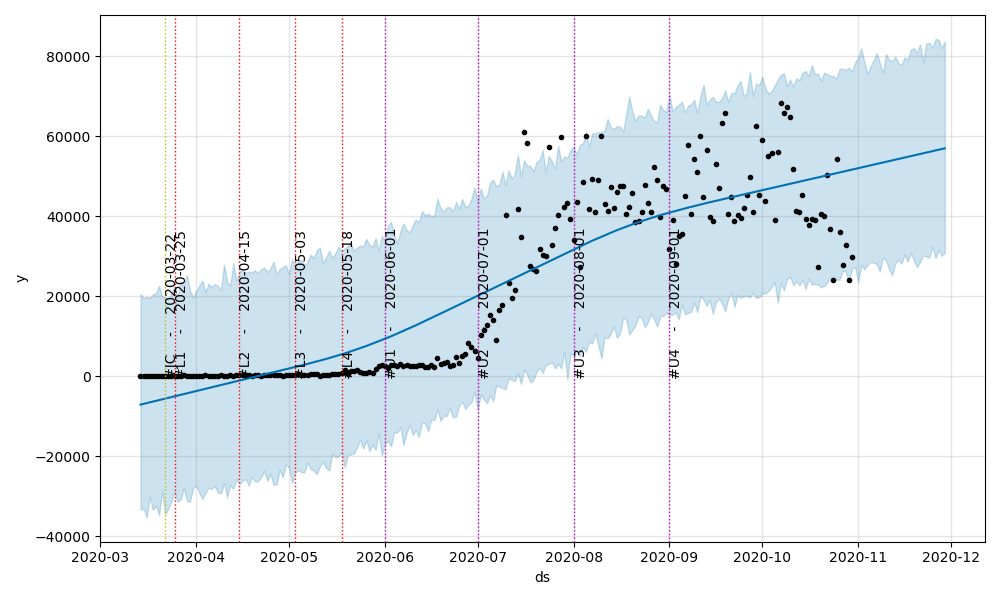 80000
60000
40000
20000
0
−20000
−40000
y
#JC - 2020-03-22
#L1 - 2020-03-25
#L2 - 2020-04-15
#L3 - 2020-05-03
#L4 - 2020-05-18
#U1 - 2020-06-01
#U2 - 2020-07-01
#U3 - 2020-08-01
#U4 - 2020-09-01
2020-03 2020-04 2020-05 2020-06 2020-07 2020-08 2020-09 2020-10 2020-11 2020-12
ds